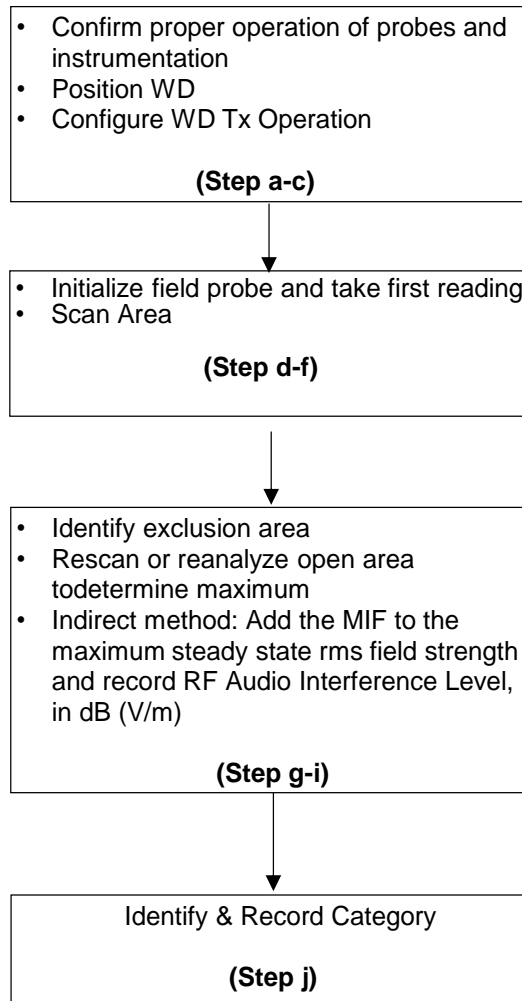 • Confirm proper operation of probes and
instrumentation
• Position WD
• Configure WD Tx Operation
(Step a-c)
• Initialize field probe and take first reading
• Scan Area
(Step d-f)
• Identify exclusion area
• Rescan or reanalyze open area
todetermine maximum
• Indirect method: Add the MIF to the
maximum steady state rms field strength
and record RF Audio Interference Level,
in dB (V/m)
(Step g-i)
Identify & Record Category
(Step j)